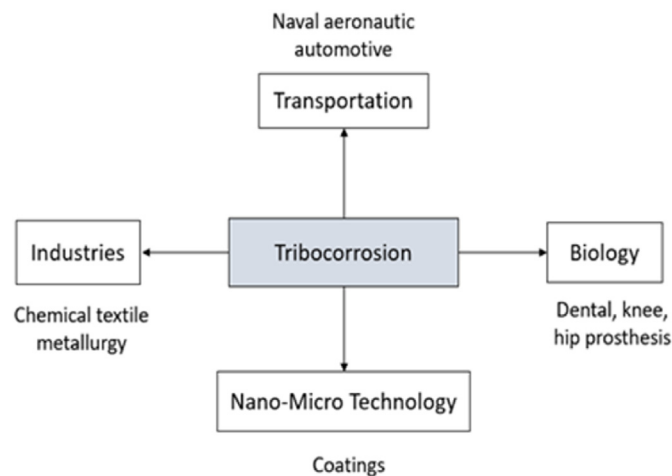 Naval aeronautic
automotive
Transportation
Industries
Tribocorrosion
Biology
Chemical textile
metallurgy
Dental, knee,
hip prosthesis
Nano-Micro Technology
Coatings